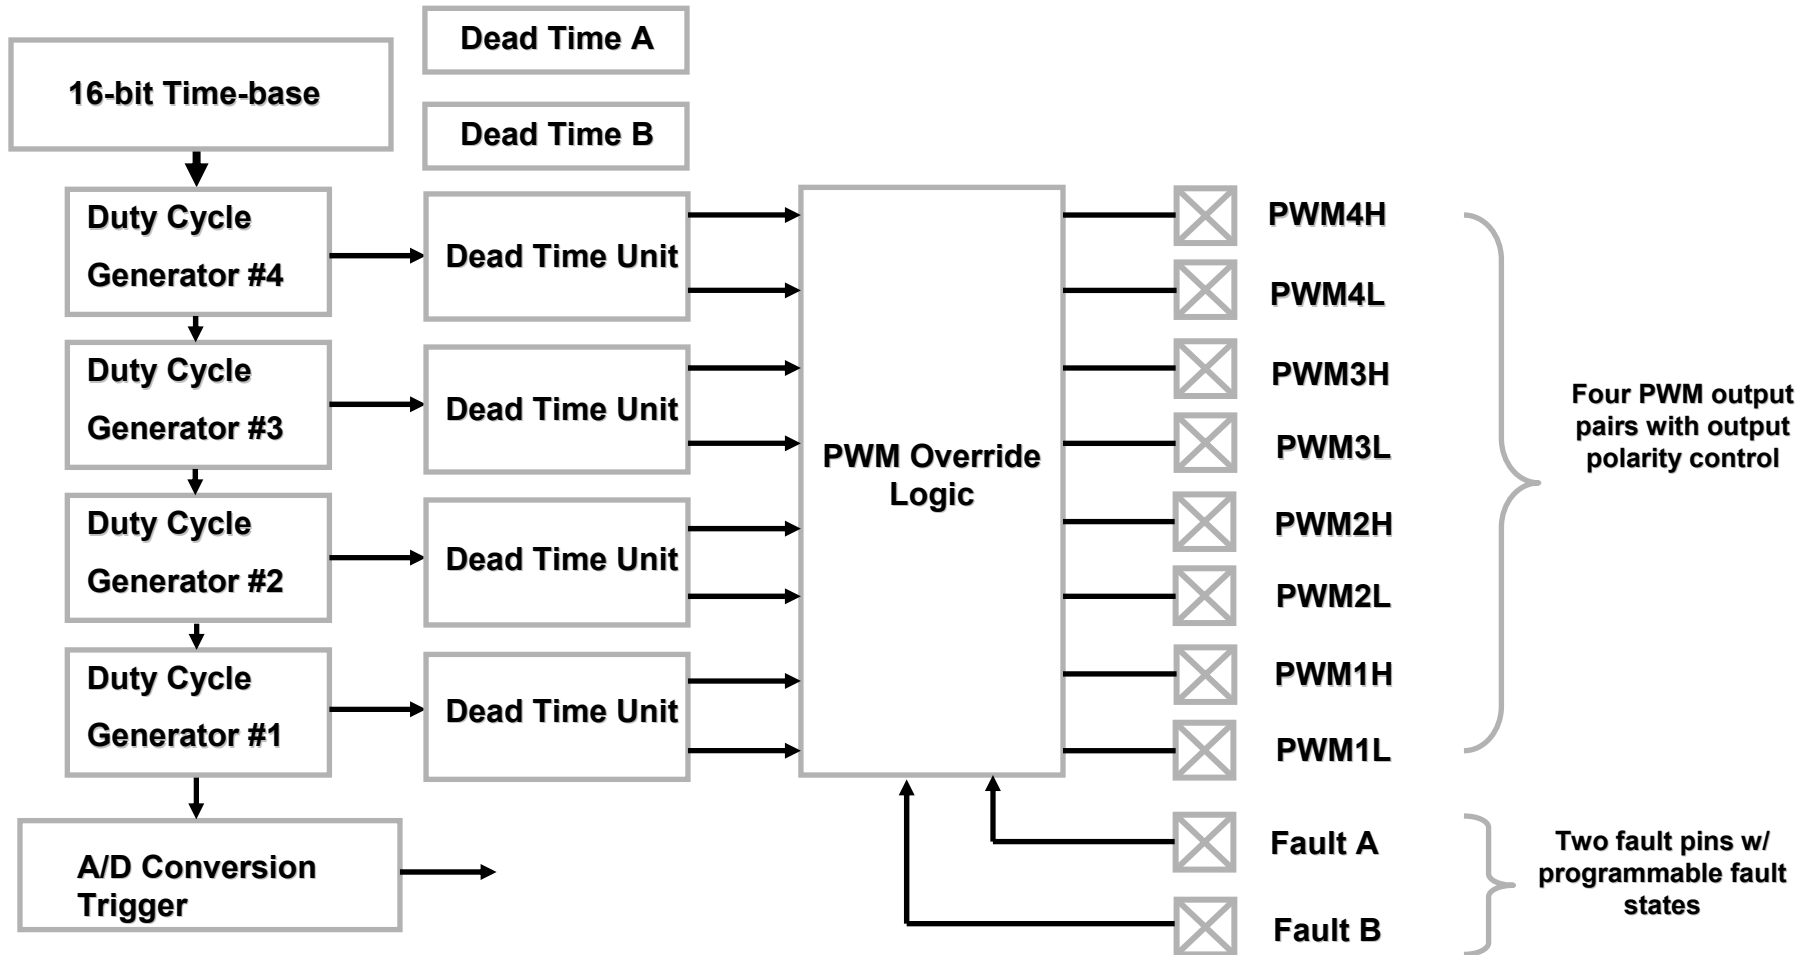 Dead Time A
16-bit Time-base
Dead Time B
Duty Cycle
Generator #4
Dead Time Unit
PWM4H
PWM4L
Duty Cycle
Generator #3
Dead Time Unit
PWM3H
PWM3L
Four PWM output
pairs with output
polarity control
PWM Override
Logic
Duty Cycle
Generator #2
Dead Time Unit
PWM2H
PWM2L
Duty Cycle
Generator #1
Dead Time Unit
PWM1H
PWM1L
A/D Conversion
Trigger
Fault A
Fault B
Two fault pins w/
programmable fault
states